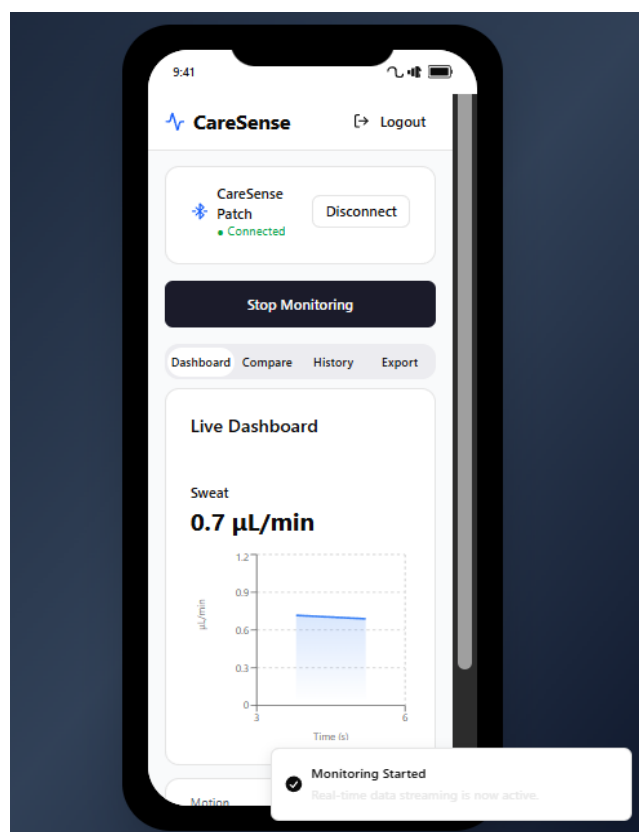 9:41
CareSense
Logout
CareSense
Patch
Disconnect
● Connected
Stop Monitoring
Dashboard Compare History Export
Live Dashboard
Sweat
0.7 µL/min
1.2
0.9
µL/min
0.6
0.3
0
3 6
Time (s)
Monitoring Started
Real-time data streaming is now active.
Motion